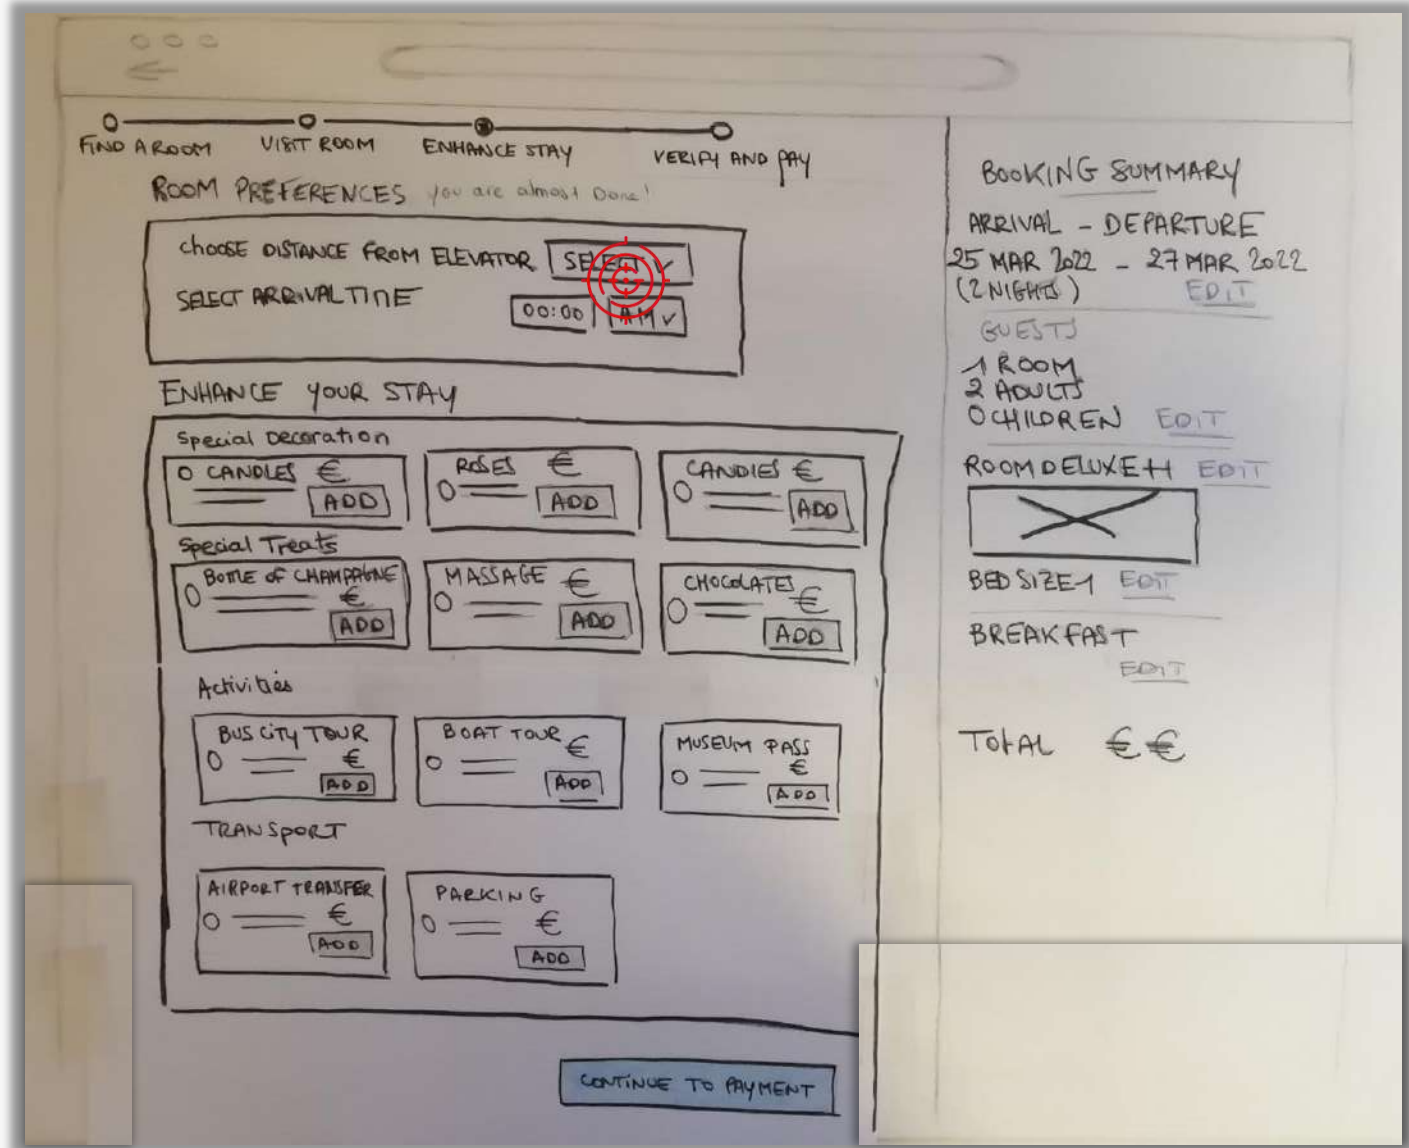 FIND A ROOM
VISIT ROOM
ENHANCE STAY
VERIFY AND PAY
ROOM PREFERENCES you are almost Done!
choose DISTANCE FROM ELEVATOR SELECT
SELECT ARRIVAL TIME 00:00 AM
ENHANCE YOUR STAY
Special Decoration
CANDLES €
ADD
ROSES €
ADD
CANDIES €
ADD
Special Treats
BOTTLE OF CHAMPAGNE
€
ADD
MASSAGE €
ADD
CHOCOLATES €
ADD
Activities
BUS CITY TOUR
€
ADD
BOAT TOUR €
ADD
MUSEUM PASS
€
ADD
TRANSPORT
AIRPORT TRANSFER
€
ADD
PARKING
€
ADD
CONTINUE TO PAYMENT
BOOKING SUMMARY
ARRIVAL - DEPARTURE
25 MAR 2022 - 27 MAR 2022
(2 NIGHTS) EDIT
GUESTS
1 ROOM
2 ADULTS
0 CHILDREN EDIT
ROOM DELUXE ++ EDIT
BED SIZE 1 EDIT
BREAKFAST
EDIT
TOTAL €€